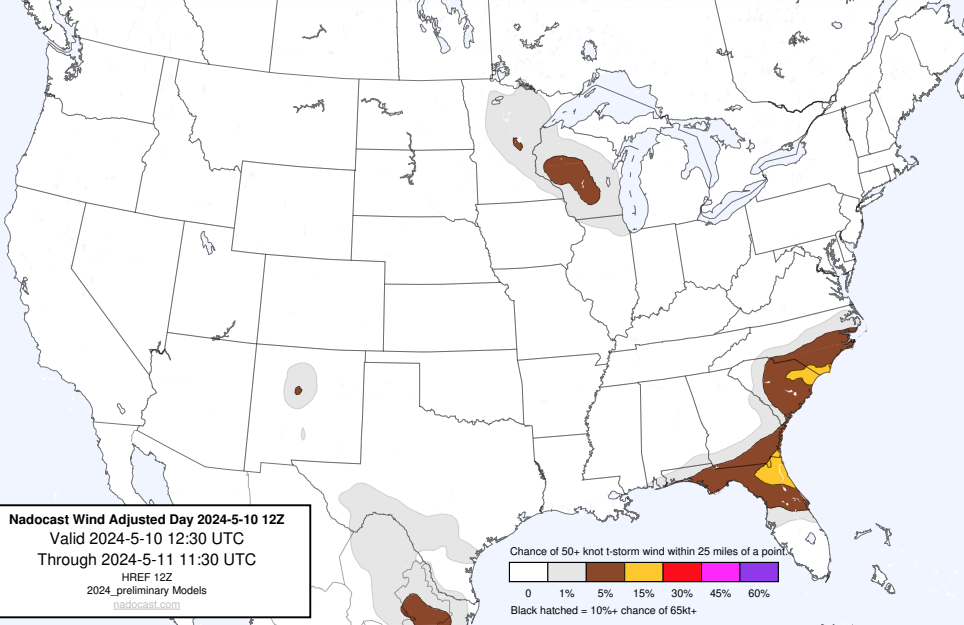 Nadocast Wind Adjusted Day 2024-5-10 12Z
Valid 2024-5-10 12:30 UTC
Through 2024-5-11 11:30 UTC
HREF 12Z
2024_preliminary Models
nadocast.com
Chance of 50+ knot t-storm wind within 25 miles of a point.
0 1% 5% 15% 30% 45% 60%
Black hatched = 10%+ chance of 65kt+